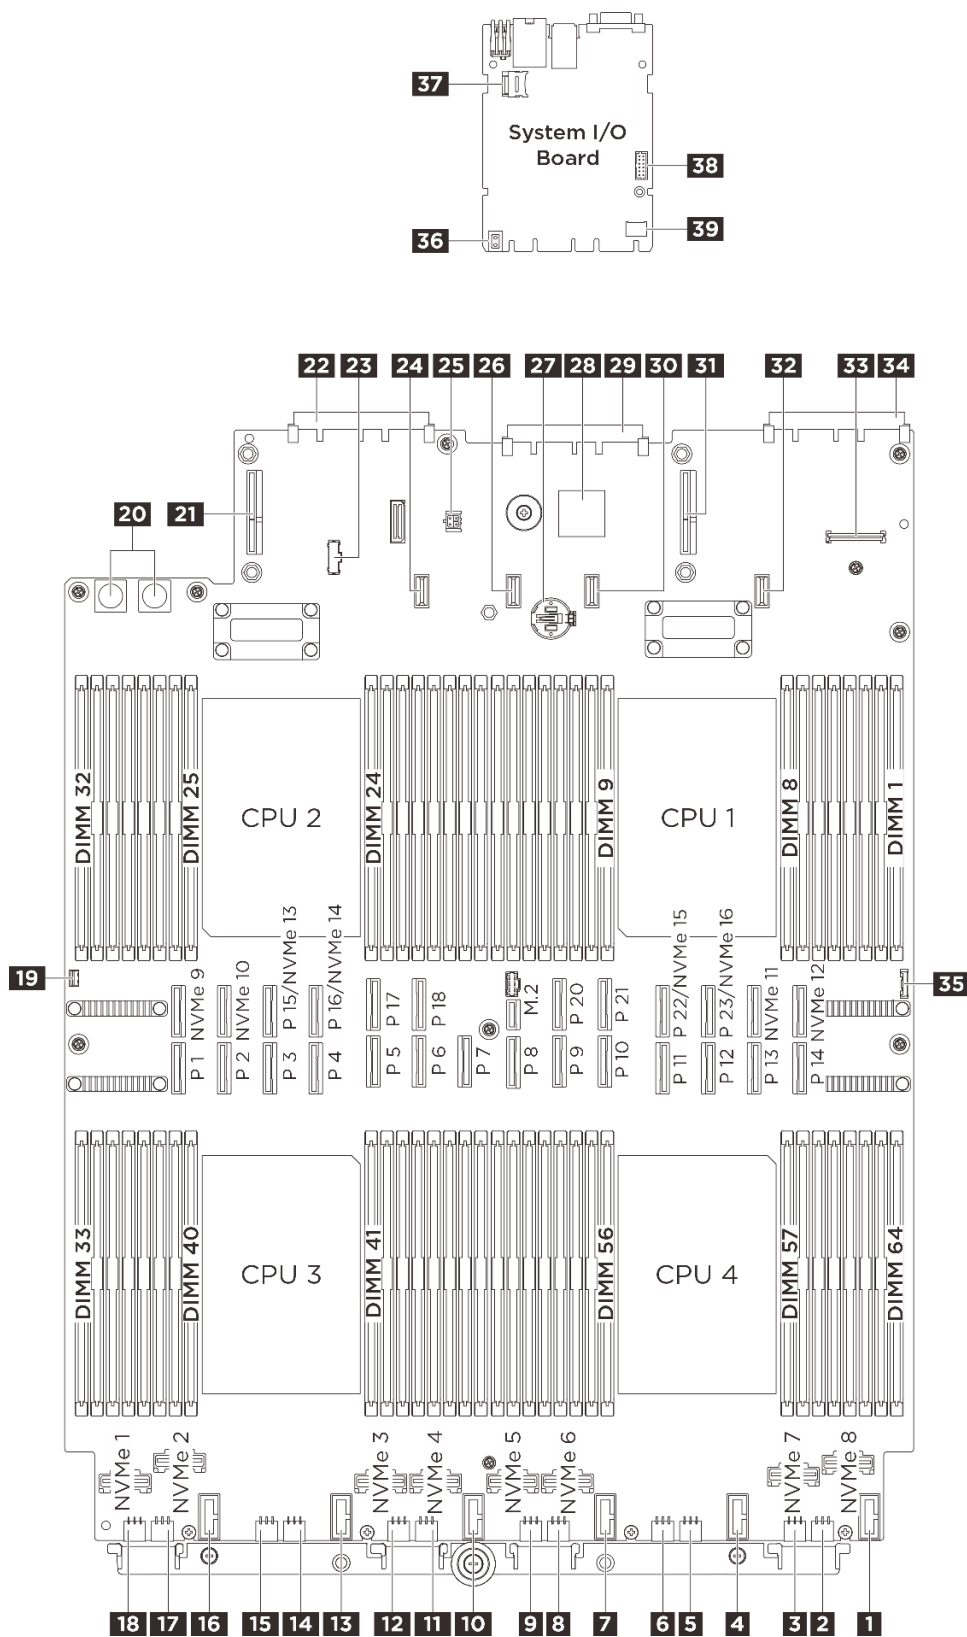 37
System I/O
Board
38
36
39
22
23
24
25
26
27
28
29
30
31
32
33
34
20
21
DIMM 32
DIMM 25
CPU 2
DIMM 24
DIMM 9
CPU 1
DIMM 8
DIMM 1
19
NVMe 9
NVMe 10
P 15/NVMe 13
P 16/NVMe 14
P 17
P 18
M.2
P 20
P 21
P 22/NVMe 15
P 23/NVMe 16
NVMe 11
NVMe 12
35
P 1
P 2
P 3
P 4
P 5
P 6
P 7
P 8
P 9
P 10
P 11
P 12
P 13
P 14
DIMM 33
DIMM 40
CPU 3
DIMM 41
DIMM 56
CPU 4
DIMM 57
DIMM 64
NVMe 1
NVMe 2
NVMe 3
NVMe 4
NVMe 5
NVMe 6
NVMe 7
NVMe 8
18
17
16
15
14
13
12
11
10
9
8
7
6
5
4
3
2
1